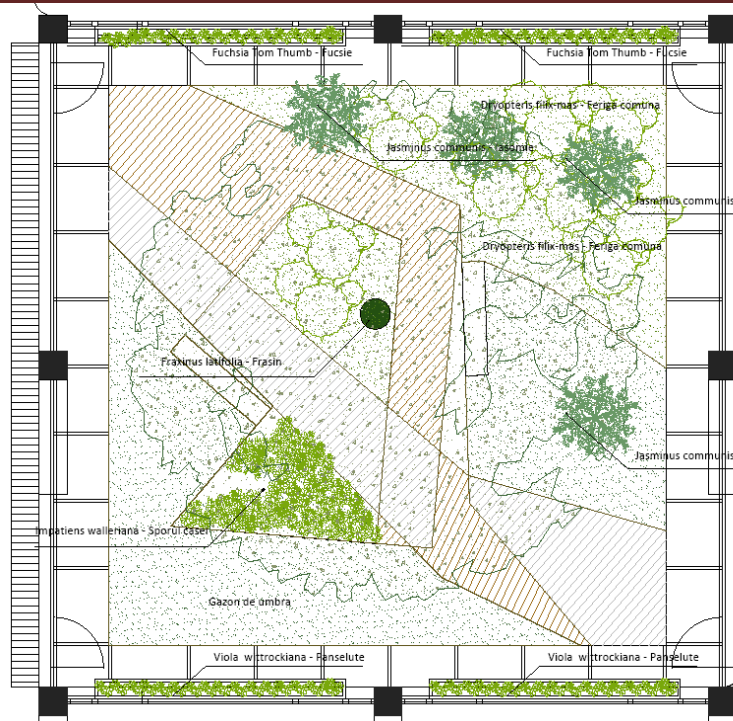 Fuchsia Tom Thumb - Fucsie
Fuchsia Tom Thumb - Fucsie
Dryopteris filix-mas - Feriga comuna
Jasminus communis - Iasomie
Jasminus communis
Dryopteris filix-mas - Feriga comuna
Fraxinus latifolia - Frasin
Jasminus communis
Impatiens walleriana - Sporul casei
Gazon de umbra
Viola wittrockiana - Panselute
Viola wittrockiana - Panselute